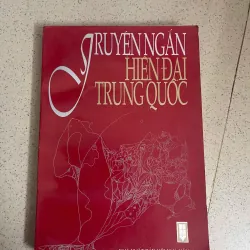 TRUYỆN NGẮN
HIỆN ĐẠI
TRUNG QUỐC